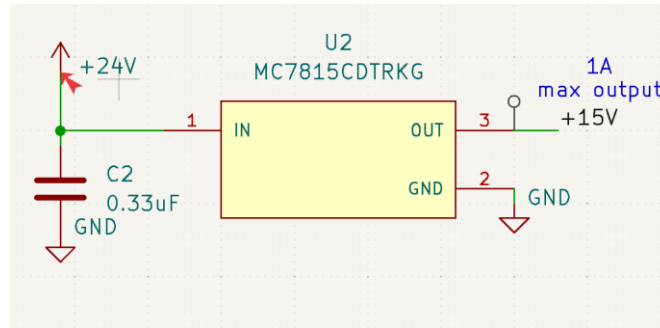 U2
MC7815CDTRKG
+24V
1A
max output
+15V
1
IN
OUT
3
GND
2
GND
C2
0.33uF
GND